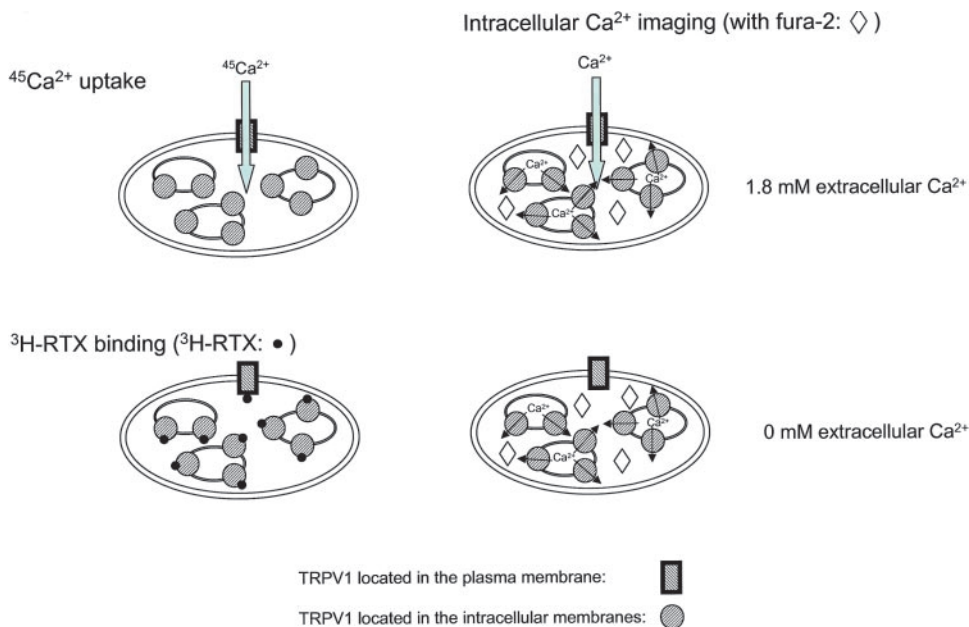 Intracellular Ca²⁺ imaging (with fura-2: ◊ )
⁴⁵Ca²⁺ uptake
⁴⁵Ca²⁺
Ca²⁺
Ca²⁺
Ca²⁺
Ca²⁺
1.8 mM extracellular Ca²⁺
³H-RTX binding (³H-RTX: • )
Ca²⁺
Ca²⁺
Ca²⁺
0 mM extracellular Ca²⁺
TRPV1 located in the plasma membrane:
TRPV1 located in the intracellular membranes: